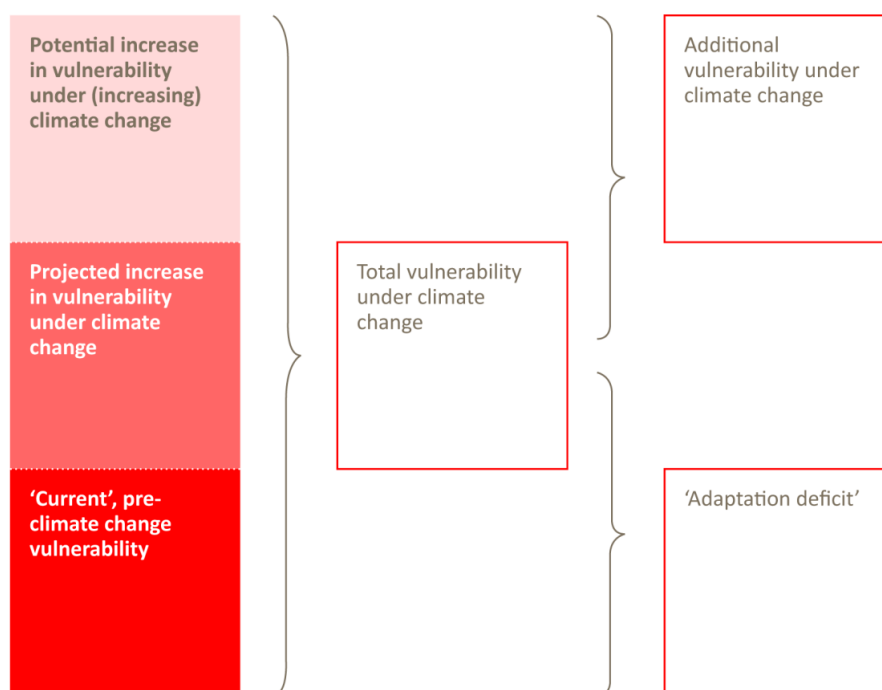 Potential increase
in vulnerability
under (increasing)
climate change
Additional
vulnerability under
climate change
Projected increase
in vulnerability
under climate
change
Total vulnerability
under climate
change
‘Current’, pre-
climate change
vulnerability
‘Adaptation deficit’